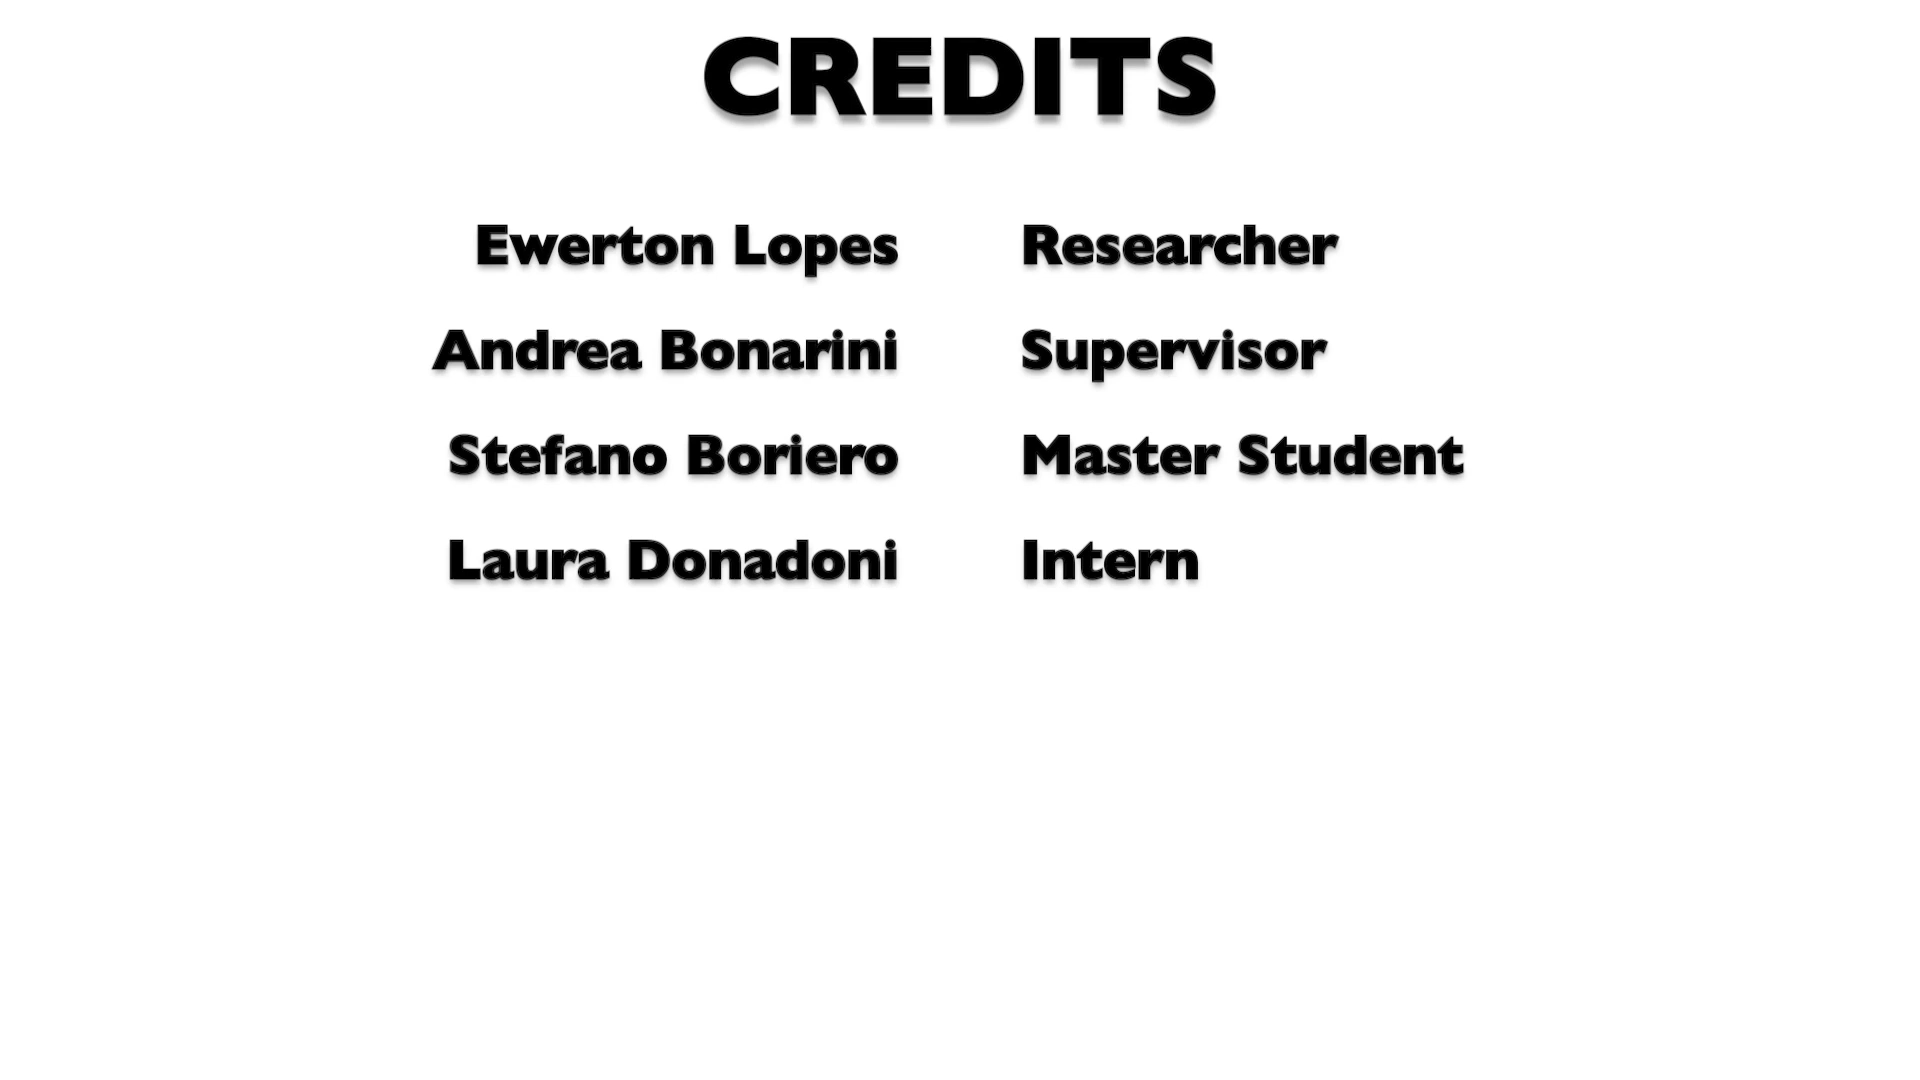 CREDITS
Ewerton Lopes Researcher
Andrea Bonarini Supervisor
Stefano Boriero Master Student
Laura Donadoni Intern